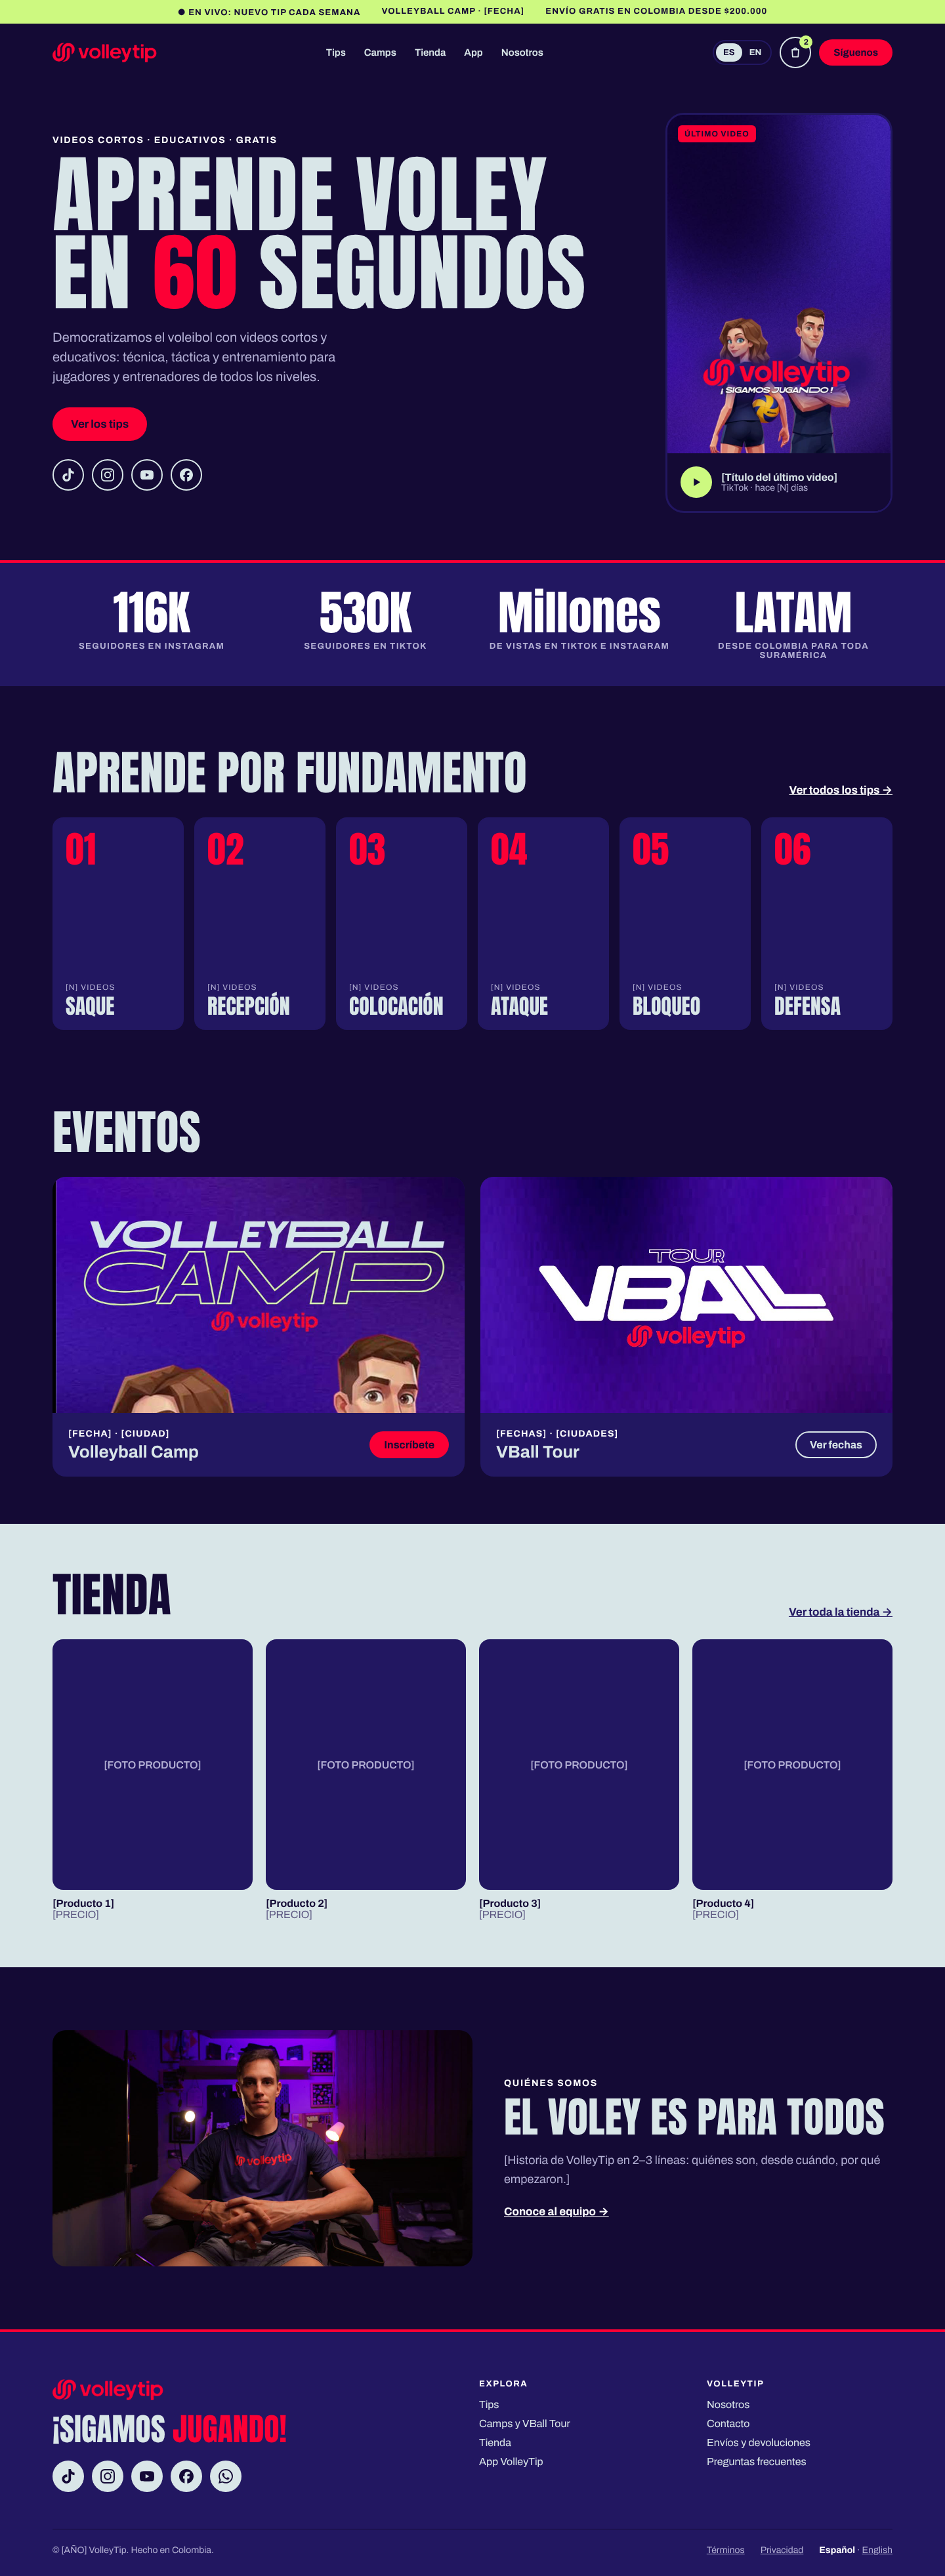 EN VIVO: NUEVO TIP CADA SEMANA
VOLLEYBALL CAMP · [FECHA]
ENVÍO GRATIS EN COLOMBIA DESDE $200.000
volleytip
Tips
Camps
Tienda
App
Nosotros
ES
EN
2
Síguenos
VIDEOS CORTOS · EDUCATIVOS · GRATIS
APRENDE VOLEY
EN 60 SEGUNDOS
Democratizamos el voleibol con videos cortos y
educativos: técnica, táctica y entrenamiento para
jugadores y entrenadores de todos los niveles.
Ver los tips
ÚLTIMO VIDEO
volleytip
¡SIGAMOS JUGANDO!
[Título del último video]
TikTok · hace [N] días
116K
SEGUIDORES EN INSTAGRAM
530K
SEGUIDORES EN TIKTOK
Millones
DE VISTAS EN TIKTOK E INSTAGRAM
LATAM
DESDE COLOMBIA PARA TODA
SURAMÉRICA
APRENDE POR FUNDAMENTO
Ver todos los tips →
01
[N] VIDEOS
SAQUE
02
[N] VIDEOS
RECEPCIÓN
03
[N] VIDEOS
COLOCACIÓN
04
[N] VIDEOS
ATAQUE
05
[N] VIDEOS
BLOQUEO
06
[N] VIDEOS
DEFENSA
EVENTOS
VOLLEYBALL
CAMP
volleytip
[FECHA] · [CIUDAD]
Volleyball Camp
Inscríbete
TOUR
VBALL
volleytip
[FECHAS] · [CIUDADES]
VBall Tour
Ver fechas
TIENDA
Ver toda la tienda →
[FOTO PRODUCTO]
[Producto 1]
[PRECIO]
[FOTO PRODUCTO]
[Producto 2]
[PRECIO]
[FOTO PRODUCTO]
[Producto 3]
[PRECIO]
[FOTO PRODUCTO]
[Producto 4]
[PRECIO]
volleytip
QUIÉNES SOMOS
EL VOLEY ES PARA TODOS
[Historia de VolleyTip en 2–3 líneas: quiénes son, desde cuándo, por qué
empezaron.]
Conoce al equipo →
volleytip
¡SIGAMOS JUGANDO!
EXPLORA
Tips
Camps y VBall Tour
Tienda
App VolleyTip
VOLLEYTIP
Nosotros
Contacto
Envíos y devoluciones
Preguntas frecuentes
© [AÑO] VolleyTip. Hecho en Colombia.
Términos
Privacidad
Español · English